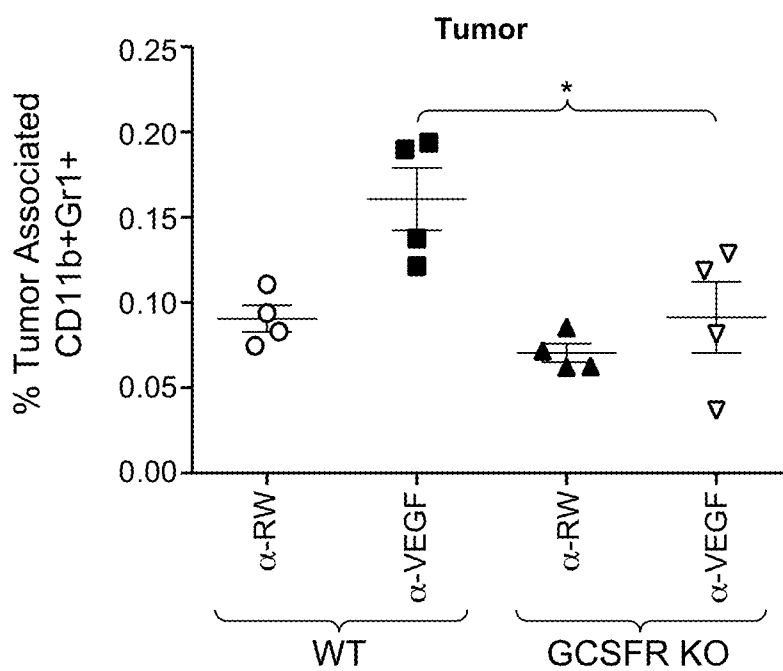 Tumor
% Tumor Associated
CD11b+Gr1+
0.25
0.20
0.15
0.10
0.05
0.00
*
α-RW
α-VEGF
α-RW
α-VEGF
WT
GCSFR KO